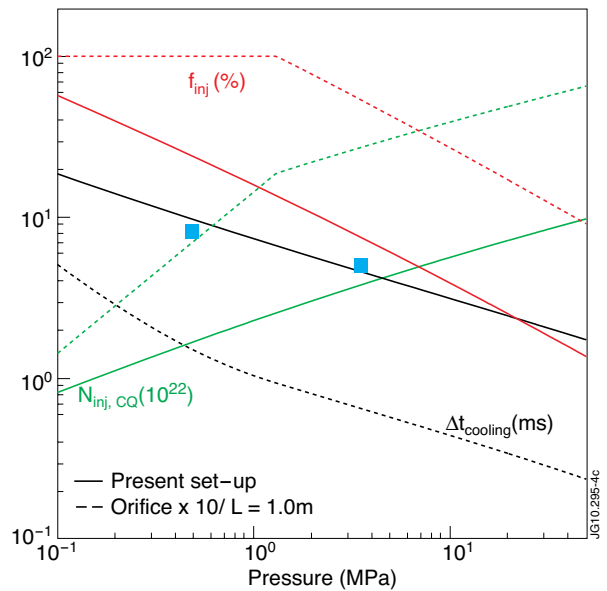 10²
f_inj (%)
10¹
10⁰
N_inj, CQ(10²²)
Δt_cooling(ms)
— Present set–up
-- Orifice x 10/ L = 1.0m
10⁻¹
10⁻¹ 10⁰ 10¹
Pressure (MPa)
JG10.295-4c